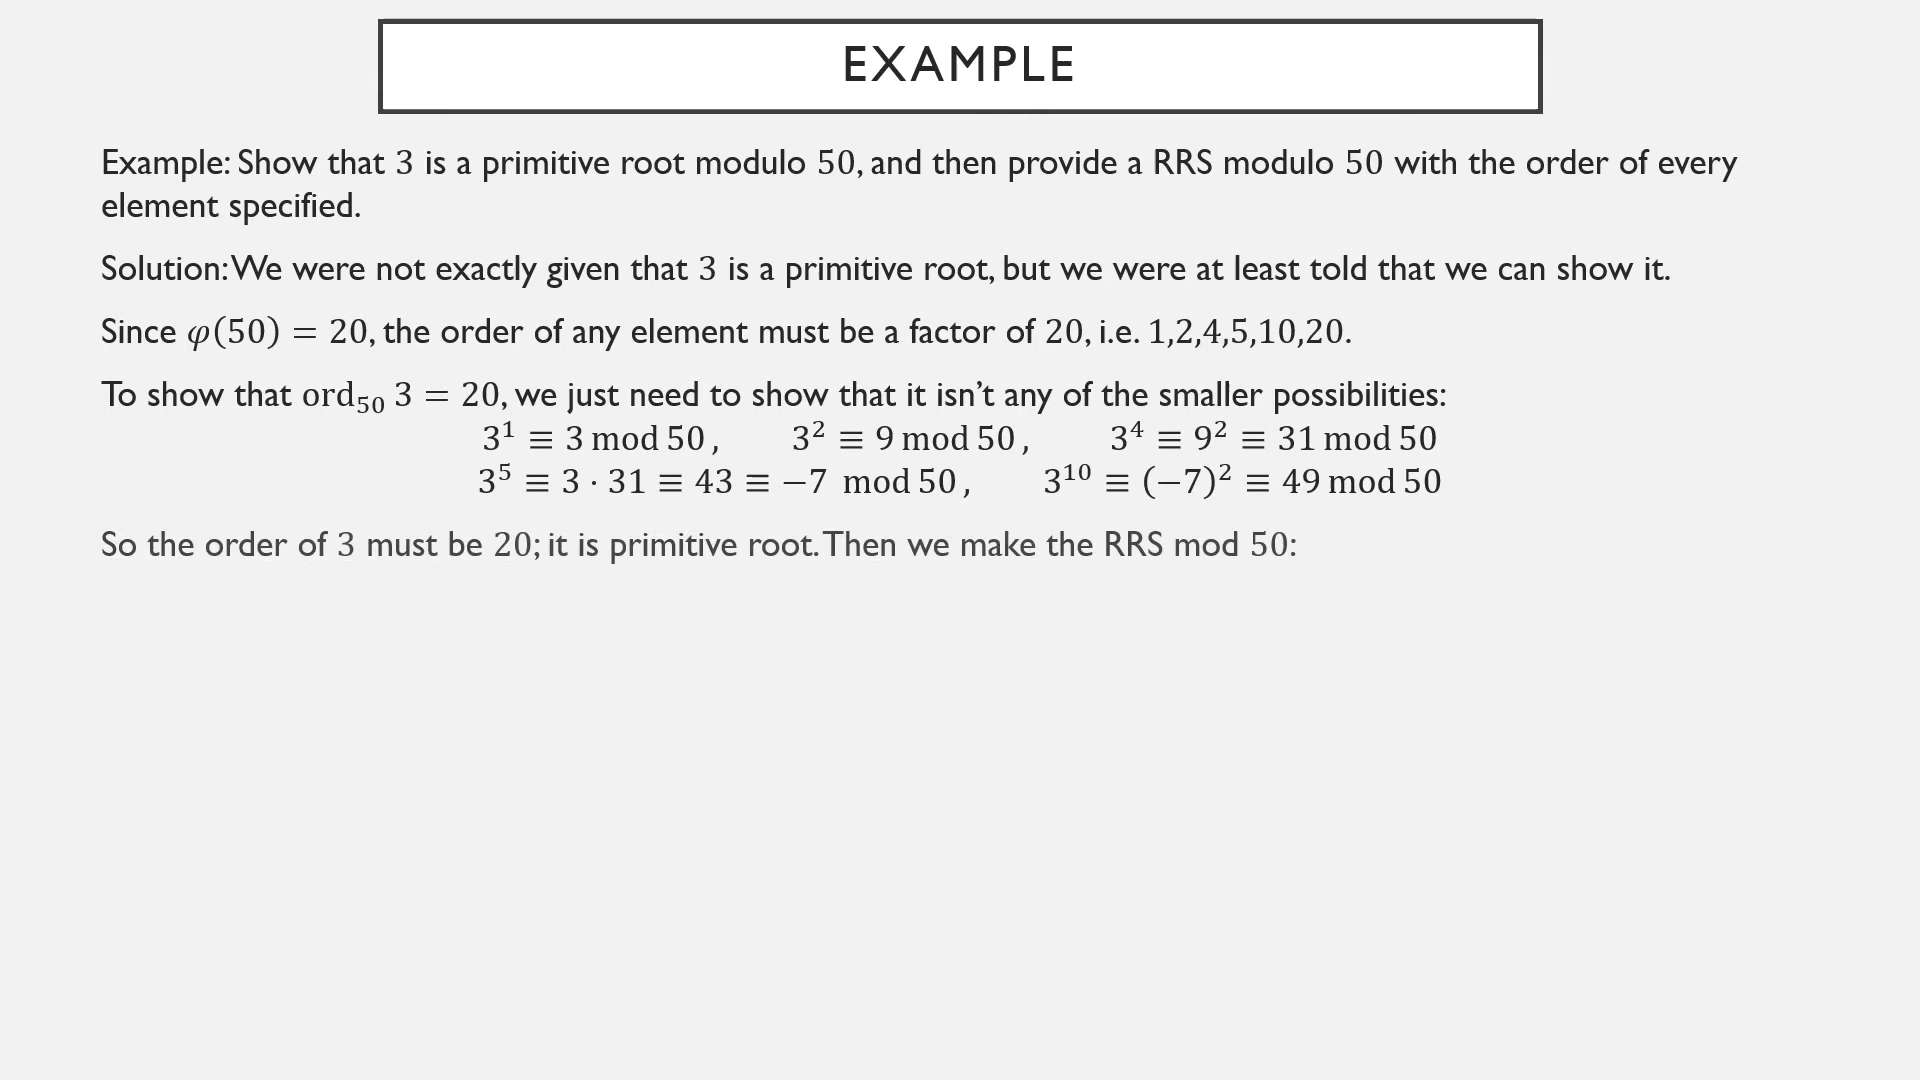 EXAMPLE
Example: Show that 3 is a primitive root modulo 50, and then provide a RRS modulo 50 with the order of every
element specified.
Solution: We were not exactly given that 3 is a primitive root, but we were at least told that we can show it.
Since φ(50) = 20, the order of any element must be a factor of 20, i.e. 1,2,4,5,10,20.
To show that ord₅₀ 3 = 20, we just need to show that it isn’t any of the smaller possibilities:
3¹ ≡ 3 mod 50 , 3² ≡ 9 mod 50 , 3⁴ ≡ 9² ≡ 31 mod 50
3⁵ ≡ 3 · 31 ≡ 43 ≡ −7 mod 50 , 3¹⁰ ≡ (−7)² ≡ 49 mod 50
So the order of 3 must be 20; it is primitive root. Then we make the RRS mod 50: